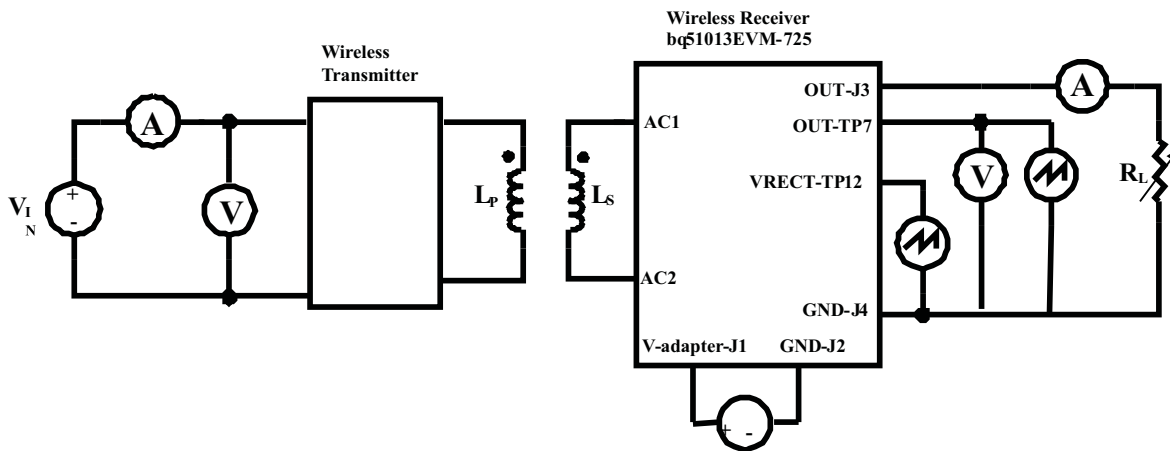 Wireless Receiver
bq51013EVM-725
Wireless
Transmitter
OUT-J3
A
A
AC1
OUT-TP7
VRECT-TP12
V
RL
+
VI
N
-
V
LP
LS
AC2
GND-J4
V-adapter-J1
GND-J2
+ -